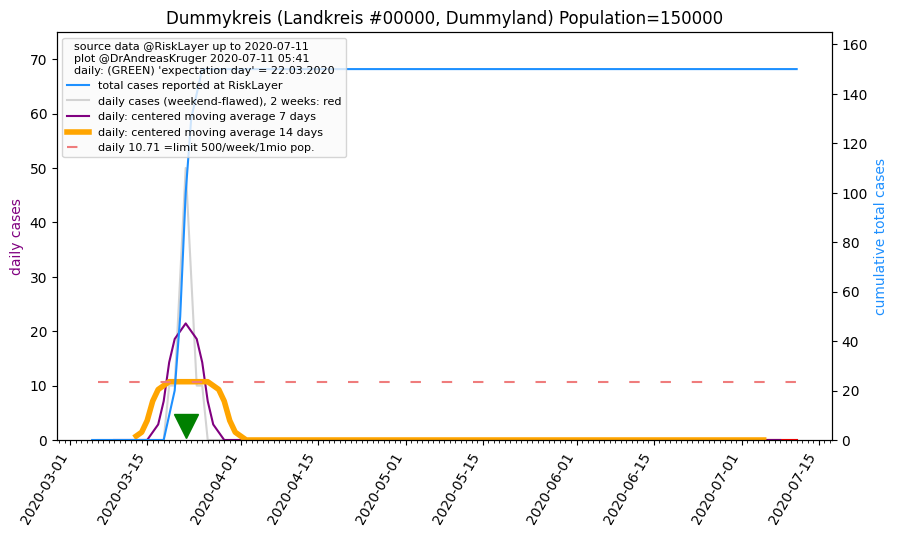 Dummykreis (Landkreis #00000, Dummyland) Population=150000
source data @RiskLayer up to 2020-07-11
plot @DrAndreasKruger 2020-07-11 05:41
daily: (GREEN) 'expectation day' = 22.03.2020
total cases reported at RiskLayer
daily cases (weekend-flawed), 2 weeks: red
daily: centered moving average 7 days
daily: centered moving average 14 days
daily 10.71 =limit 500/week/1mio pop.
daily cases
70
60
50
40
30
20
10
0
cumulative total cases
160
140
120
100
80
60
40
20
0
2020-03-01
2020-03-15
2020-04-01
2020-04-15
2020-05-01
2020-05-15
2020-06-01
2020-06-15
2020-07-01
2020-07-15